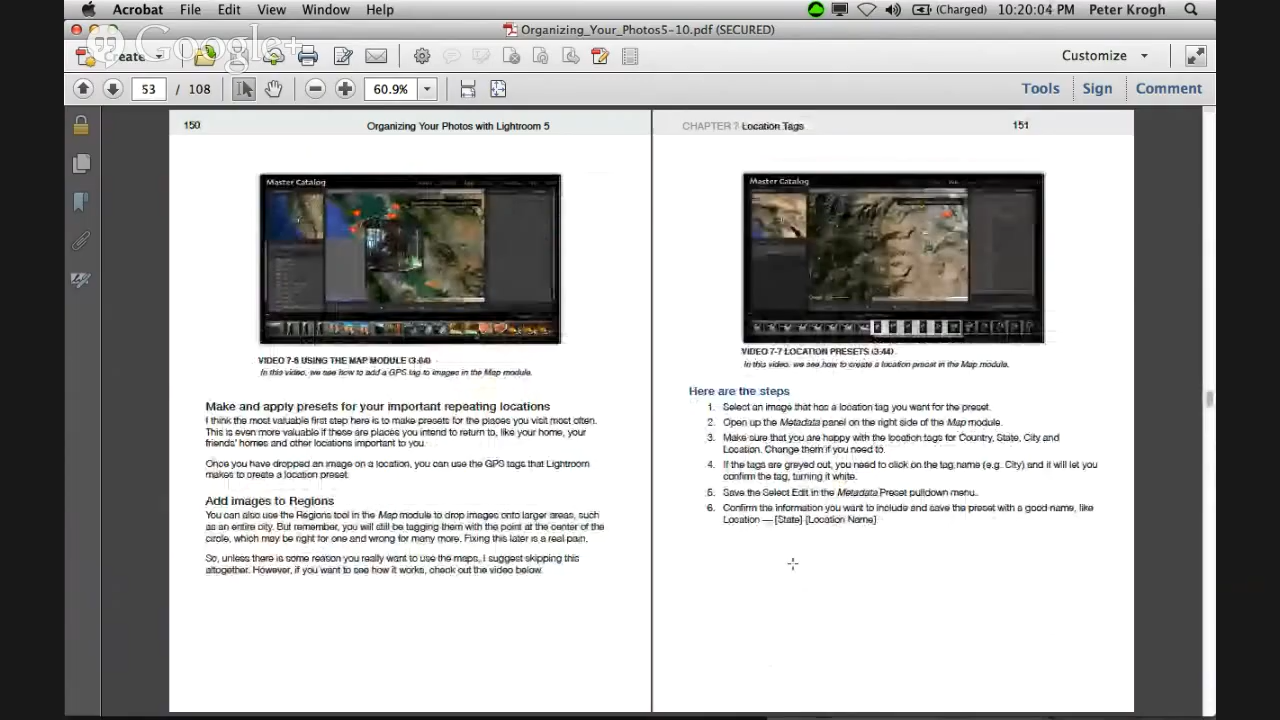 Acrobat File Edit View Window Help (Charged) 10:20:04 PM Peter Krogh
Organizing_Your_Photos5-10.pdf (SECURED)
Google+
Create Customize
53 / 108 60.9% Tools Sign Comment
150 Organizing Your Photos with Lightroom 5
Master Catalog
VIDEO 7-6 USING THE MAP MODULE (3:04)
In this video, we see how to add a GPS tag to images in the Map module.
Make and apply presets for your important repeating locations
I think the most valuable first step here is to make presets for the places you visit most often.
This is even more valuable if these are places you intend to return to, like your home, your
friends' homes and other locations important to you.
Once you have dropped an image on a location, you can use the GPS tags that Lightroom
makes to create a location preset.
Add images to Regions
You can also use the Regions tool in the Map module to drop images onto larger areas, such
as an entire city. But remember, you will still be tagging them with the point at the center of the
circle, which may be right for one and wrong for many more. Fixing this later is a real pain.
So, unless there is some reason you really want to use the maps, I suggest skipping this
altogether. However, if you want to see how it works, check out the video below.
CHAPTER 7 Location Tags 151
Master Catalog
VIDEO 7-7 LOCATION PRESETS (3:44)
In this video, we see how to create a location preset in the Map module.
Here are the steps
1. Select an image that has a location tag you want for the preset.
2. Open up the Metadata panel on the right side of the Map module.
3. Make sure that you are happy with the location tags for Country, State, City and
Location. Change them if you need to.
4. If the tags are greyed out, you need to click on the tag name (e.g. City) and it will let you
confirm the tag, turning it white.
5. Save the Select Edit in the Metadata Preset pulldown menu.
6. Confirm the information you want to include and save the preset with a good name, like
Location — [State] [Location Name]